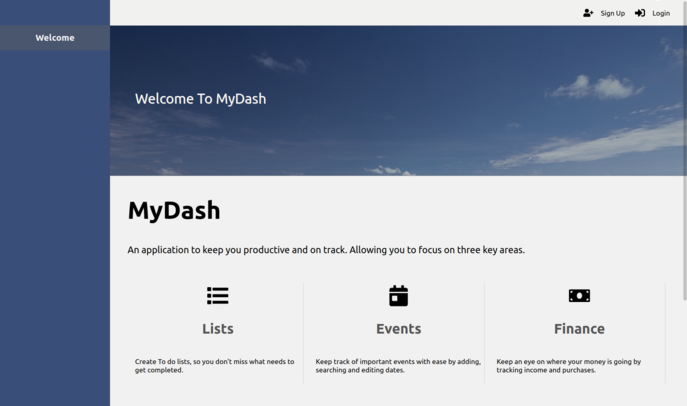 Sign Up Login
Welcome
Welcome To MyDash
MyDash
An application to keep you productive and on track. Allowing you to focus on three key areas.
Lists
Create To do lists, so you don't miss what needs to
get completed.
Events
Keep track of important events with ease by adding,
searching and editing dates.
Finance
Keep an eye on where your money is going by
tracking income and purchases.